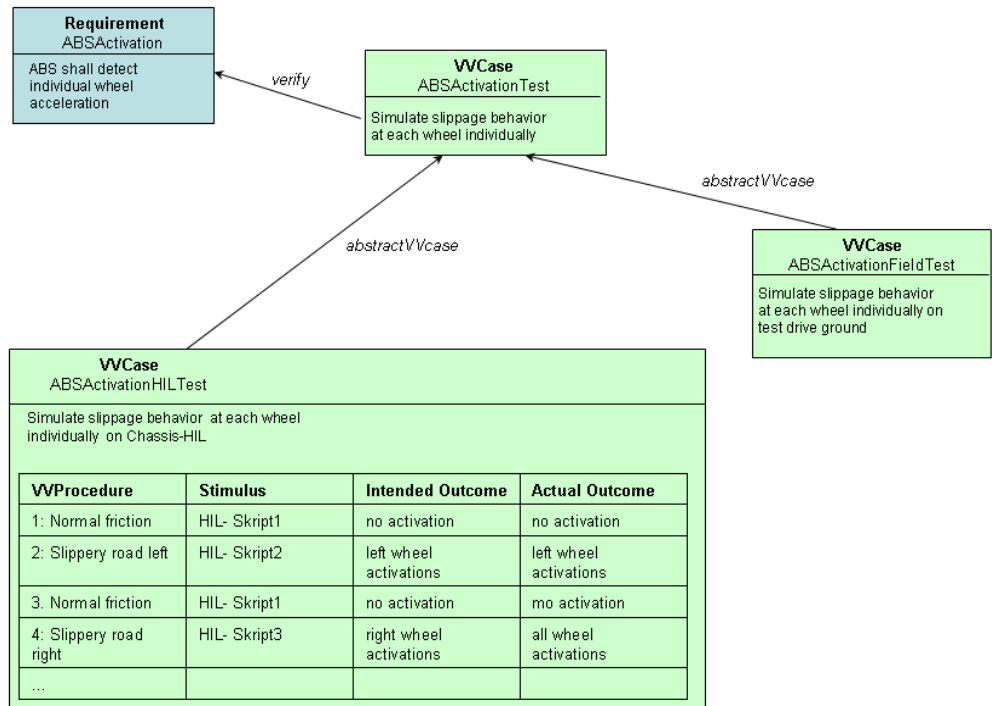 Requirement
ABSActivation
ABS shall detect
individual wheel
acceleration
verify
VVCase
ABSActivationTest
Simulate slippage behavior
at each wheel individually
abstractVVcase
abstractVVcase
VVCase
ABSActivationFieldTest
Simulate slippage behavior
at each wheel individually on
test drive ground
VVCase
ABSActivationHILTest
Simulate slippage behavior at each wheel
individually on Chassis-HIL
VVProcedure Stimulus Intended Outcome Actual Outcome
1: Normal friction HIL- Skript1 no activation no activation
2: Slippery road left HIL- Skript2 left wheel left wheel
activations activations
3. Normal friction HIL- Skript1 no activation mo activation
4: Slippery road HIL- Skript3 right wheel all wheel
right activations activations
...